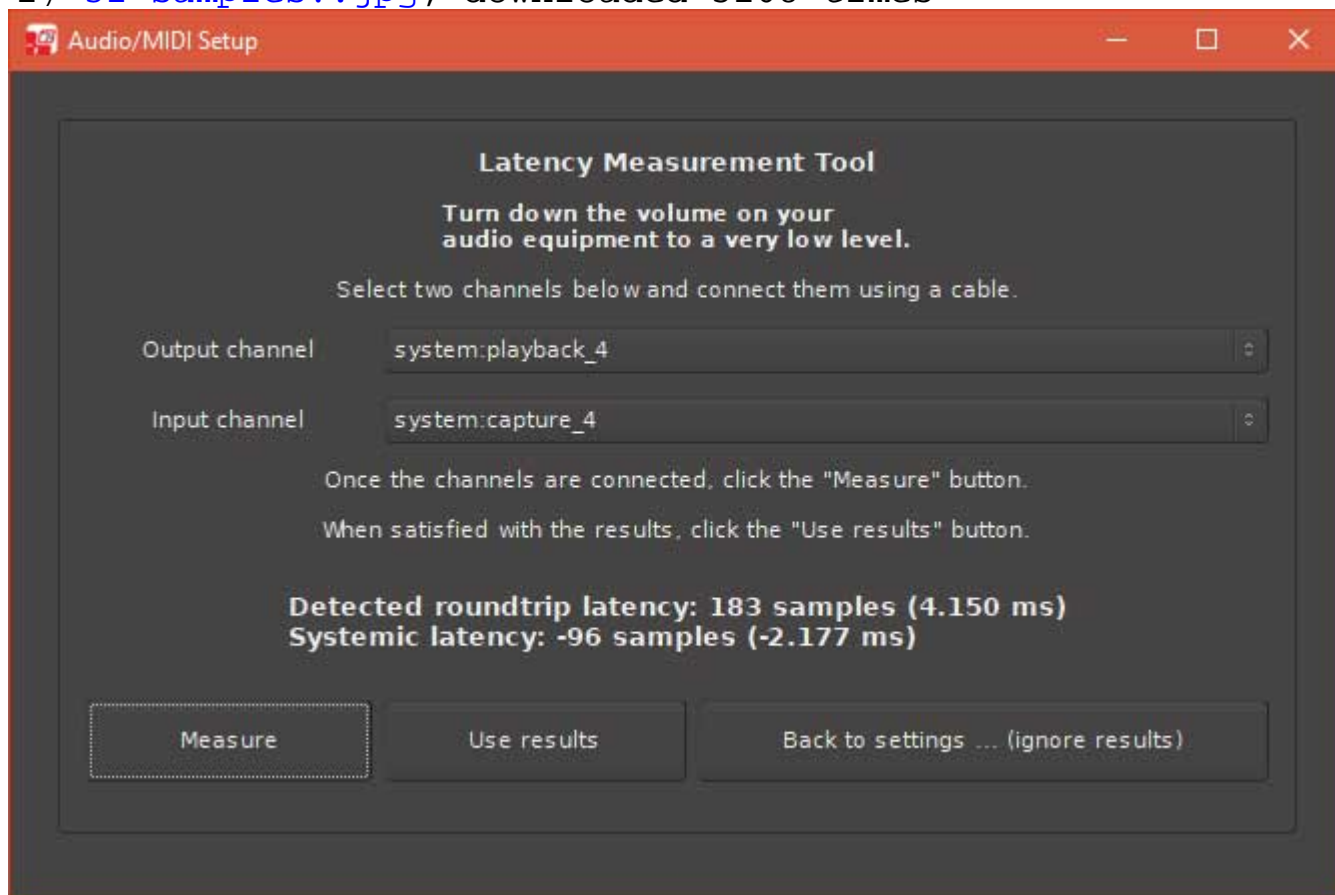 Audio/MIDI Setup
Latency Measurement Tool
Turn down the volume on your
audio equipment to a very low level.
Select two channels below and connect them using a cable.
Output channel system:playback_4
Input channel system:capture_4
Once the channels are connected, click the "Measure" button.
When satisfied with the results, click the "Use results" button.
Detected roundtrip latency: 183 samples (4.150 ms)
Systemic latency: -96 samples (-2.177 ms)
Measure Use results Back to settings ... (ignore results)